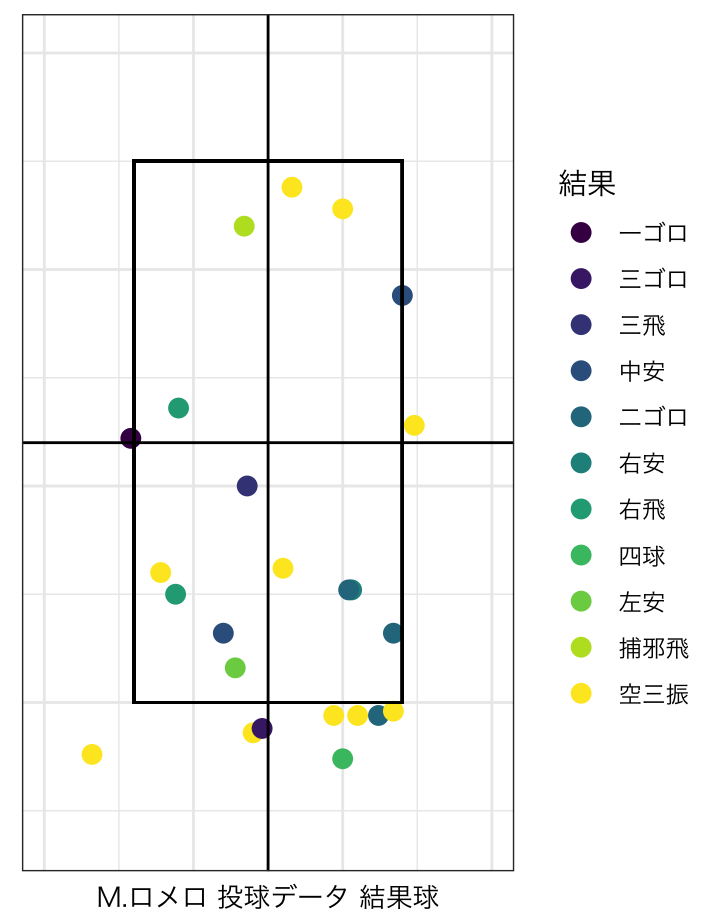 結果
一ゴロ
三ゴロ
三飛
中安
二ゴロ
右安
右飛
四球
左安
捕邪飛
空三振
M.ロメロ 投球データ 結果球